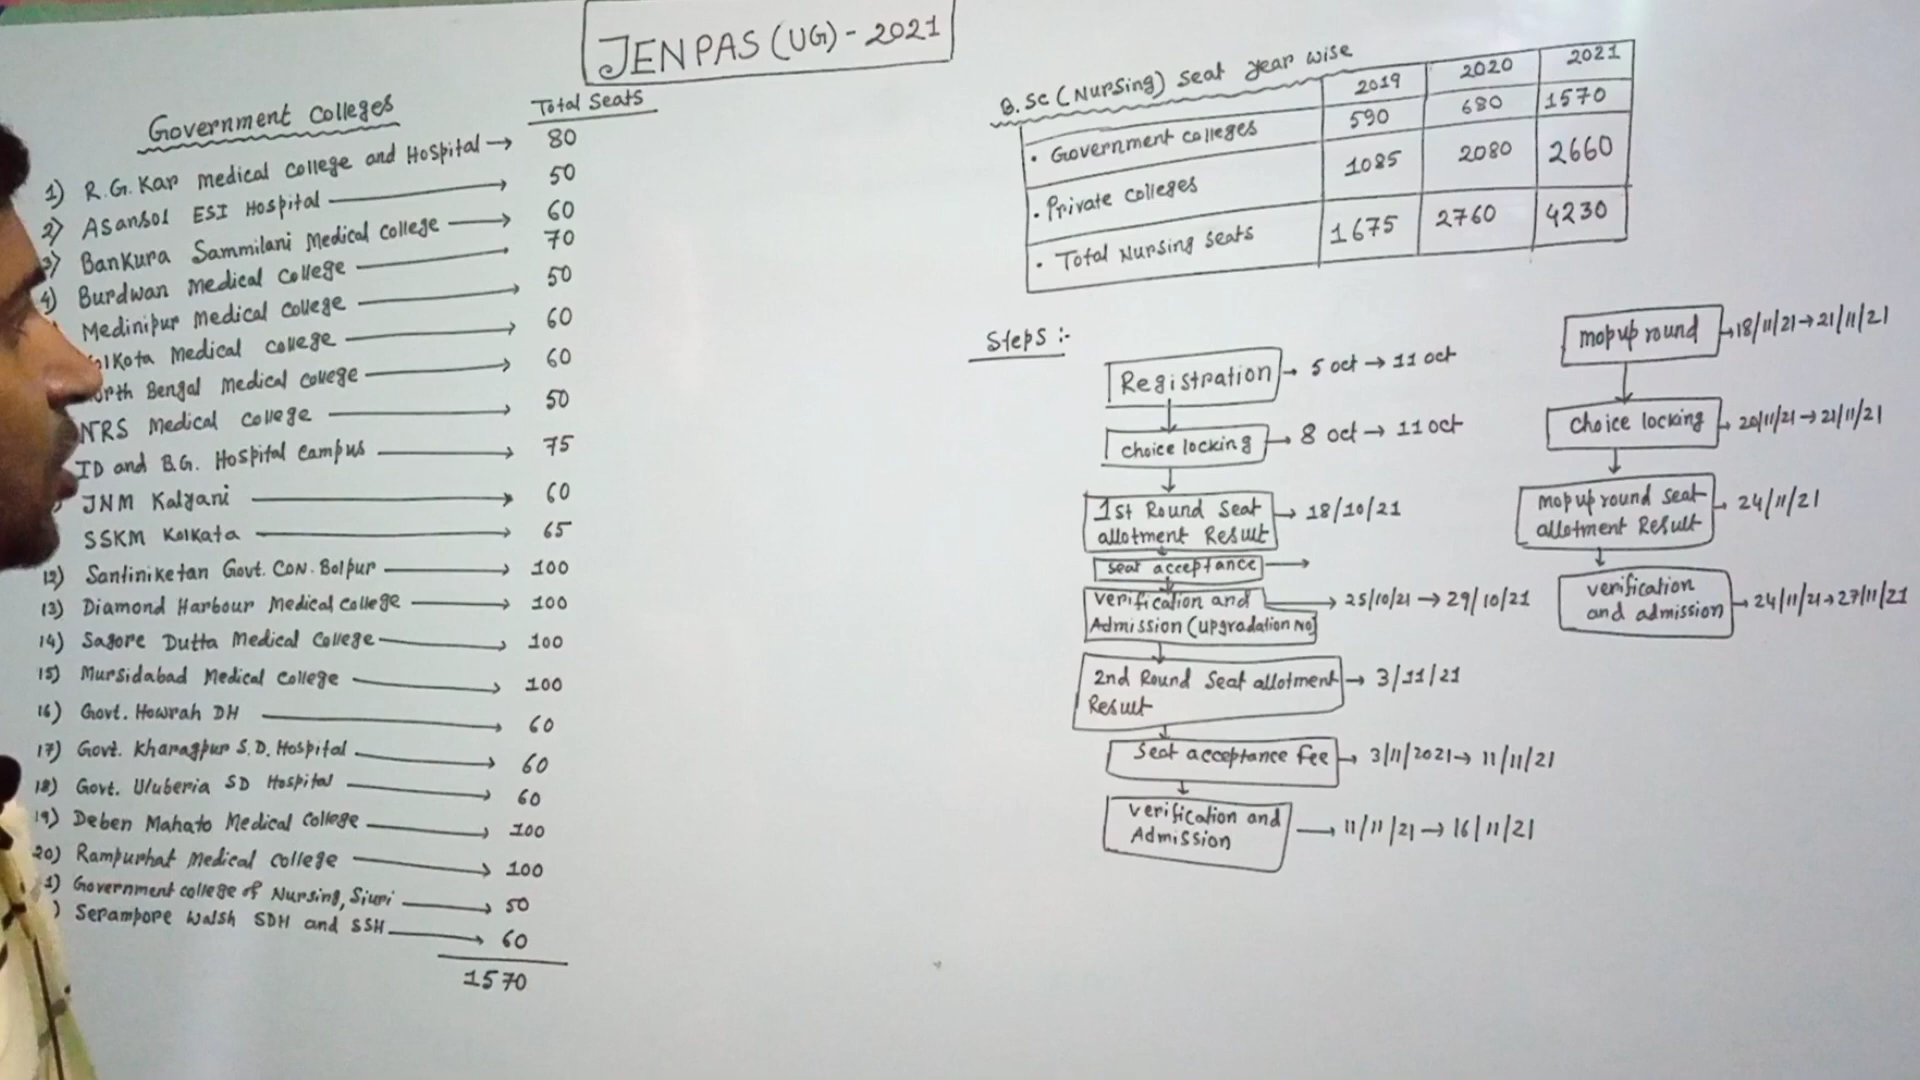 JENPAS (UG) - 2021
Government Colleges Total Seats
1) R.G. Kar Medical College and Hospital → 80
2) Asansol ESI Hospital → 50
3) Bankura Sammilani Medical College → 60
4) Burdwan Medical College → 70
Medinipur Medical College → 50
Medical College → 60
Bengal Medical College → 60
NRS Medical College → 50
ID and B.G. Hospital Campus → 75
JNM Kalyani → 60
SSKM Kolkata → 65
12) Santiniketan Govt. CON. Bolpur → 100
13) Diamond Harbour Medical College → 100
14) Sagore Dutta Medical College → 100
15) Mursidabad Medical College → 100
16) Govt. Howrah DH → 60
17) Govt. Kharagpur S.D. Hospital → 60
18) Govt. Uluberia SD Hospital → 60
19) Deben Mahato Medical College → 100
20) Rampurhat Medical College → 100
1) Government college of Nursing, Siuri → 50
) Serampore Walsh SDH and SSH → 60
1570
B.Sc (Nursing) Seat year wise
2019 2020 2021
• Government colleges 590 680 1570
• Private colleges 1085 2080 2660
• Total Nursing Seats 1675 2760 4230
Steps :-
Registration → 5 oct → 11 oct
choice locking → 8 oct → 11 oct
1st Round Seat
allotment Result → 18/10/21
seat acceptance →
verification and
Admission (upgradation No) → 25/10/21 → 29/10/21
2nd Round Seat allotment
Result → 3/11/21
Seat acceptance fee → 3/11/2021 → 11/11/21
verification and
Admission → 11/11/21 → 16/11/21
mop up round → 18/11/21 → 21/11/21
choice locking → 20/11/21 → 21/11/21
mop up round Seat
allotment Result → 24/11/21
verification
and admission → 24/11/21 → 27/11/21